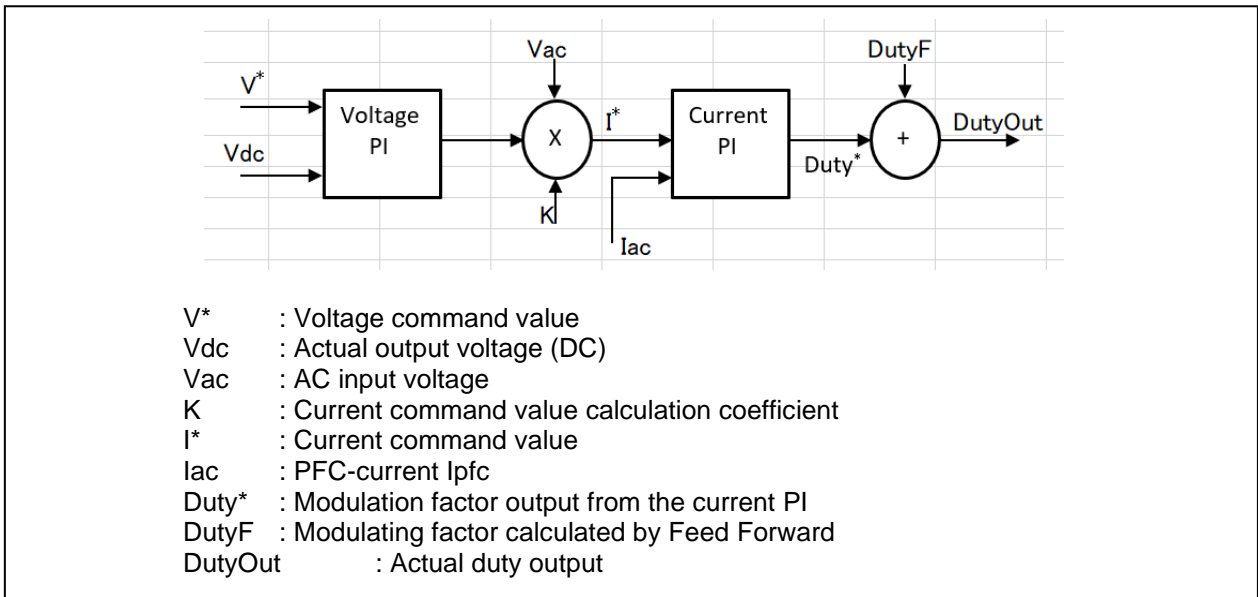 Vac
DutyF
V*
Voltage
PI
X
I*
Current
PI
+
DutyOut
Vdc
Duty*
K
Iac
V* : Voltage command value
Vdc : Actual output voltage (DC)
Vac : AC input voltage
K : Current command value calculation coefficient
I* : Current command value
Iac : PFC-current Ipfc
Duty* : Modulation factor output from the current PI
DutyF : Modulating factor calculated by Feed Forward
DutyOut : Actual duty output